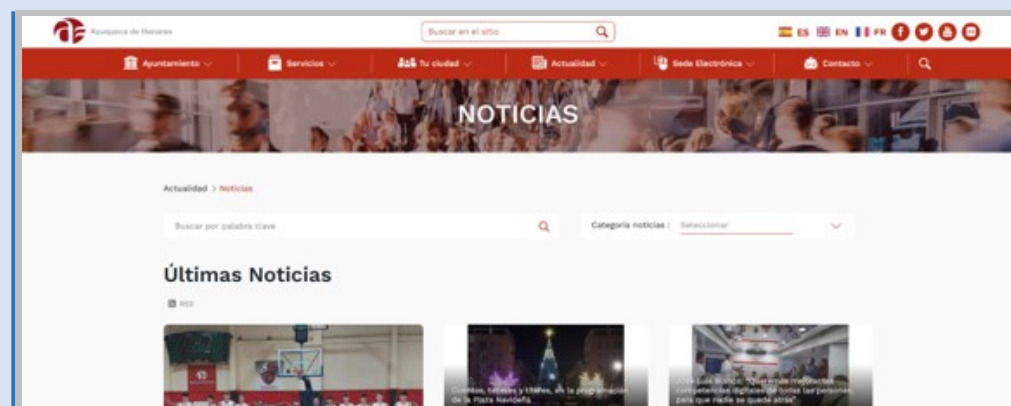 Azuqueca de Henares
Buscar en el sitio
ES EN FR
Ayuntamiento
Servicios
Tu ciudad
Actualidad
Sede Electrónica
Contacto
NOTICIAS
Actualidad > Noticias
Buscar por palabra clave
Categoría noticias :
Seleccionar
Últimas Noticias
RSS
Cuentos, talleres y títeres, en la programación
de la Plaza Navideña
José Luis Blanco: "Queremos mejorar las
competencias digitales de todas las personas,
para que nadie se quede atrás"